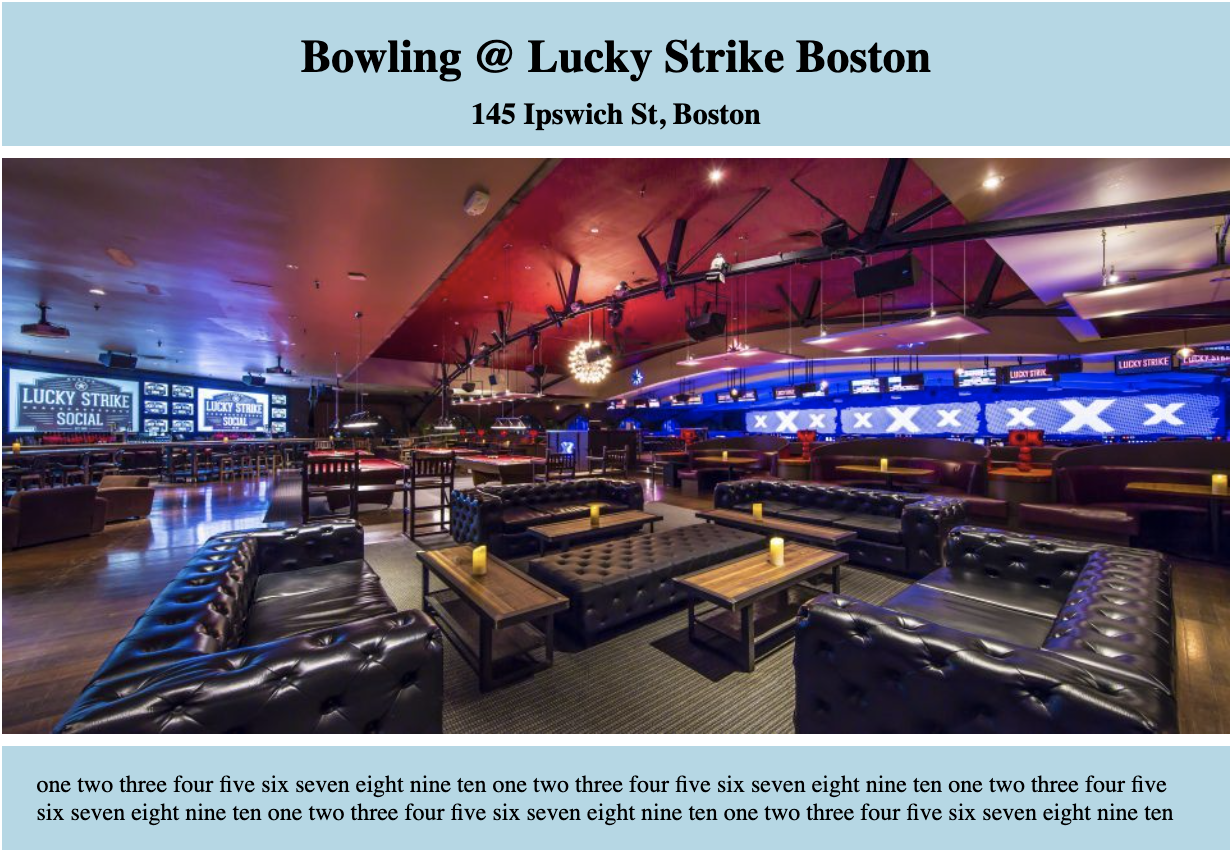 Bowling @ Lucky Strike Boston
145 Ipswich St, Boston
LUCKY STRIKE
SOCIAL
LUCKY STRIKE
SOCIAL
LUCKY STRIKE
LUCKY STRIKE
X X X X X X X X X
one two three four five six seven eight nine ten one two three four five six seven eight nine ten one two three four five
six seven eight nine ten one two three four five six seven eight nine ten one two three four five six seven eight nine ten